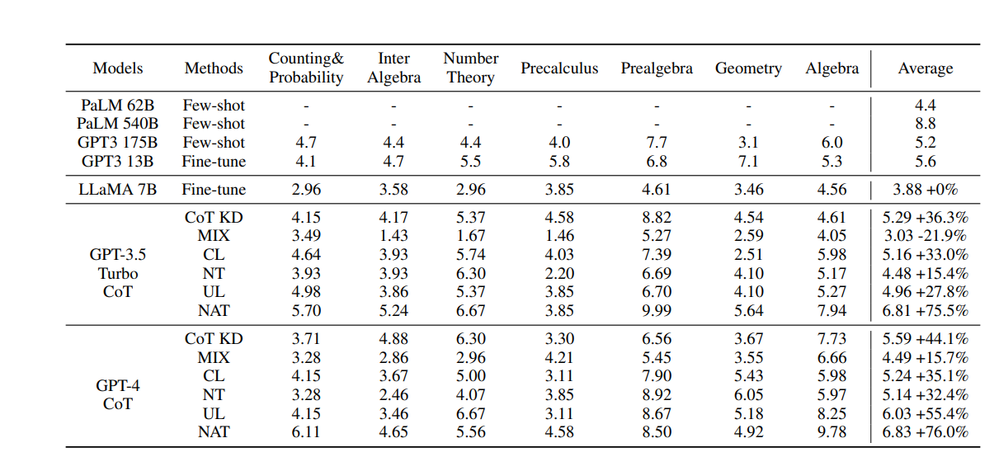 Models Methods Counting& Probability Inter Algebra Number Theory Precalculus Prealgebra Geometry Algebra Average
PaLM 62B Few-shot - - - - - - - 4.4
PaLM 540B Few-shot - - - - - - - 8.8
GPT3 175B Few-shot 4.7 4.4 4.4 4.0 7.7 3.1 6.0 5.2
GPT3 13B Fine-tune 4.1 4.7 5.5 5.8 6.8 7.1 5.3 5.6
LLaMA 7B Fine-tune 2.96 3.58 2.96 3.85 4.61 3.46 4.56 3.88 +0%
GPT-3.5 Turbo CoT
CoT KD 4.15 4.17 5.37 4.58 8.82 4.54 4.61 5.29 +36.3%
MIX 3.49 1.43 1.67 1.46 5.27 2.59 4.05 3.03 -21.9%
CL 4.64 3.93 5.74 4.03 7.39 2.51 5.98 5.16 +33.0%
NT 3.93 3.93 6.30 2.20 6.69 4.10 5.17 4.48 +15.4%
UL 4.98 3.86 5.37 3.85 6.70 4.10 5.27 4.96 +27.8%
NAT 5.70 5.24 6.67 3.85 9.99 5.64 7.94 6.81 +75.5%
GPT-4 CoT
CoT KD 3.71 4.88 6.30 3.30 6.56 3.67 7.73 5.59 +44.1%
MIX 3.28 2.86 2.96 4.21 5.45 3.55 6.66 4.49 +15.7%
CL 4.15 3.67 5.00 3.11 7.90 5.43 5.98 5.24 +35.1%
NT 3.28 2.46 4.07 3.85 8.92 6.05 5.97 5.14 +32.4%
UL 4.15 3.46 6.67 3.11 8.67 5.18 8.25 6.03 +55.4%
NAT 6.11 4.65 5.56 4.58 8.50 4.92 9.78 6.83 +76.0%